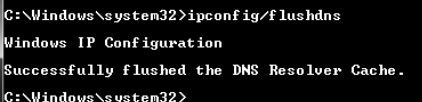 C:\Windows\system32>ipconfig/flushdns
Windows IP Configuration
Successfully flushed the DNS Resolver Cache.
C:\Windows\system32>